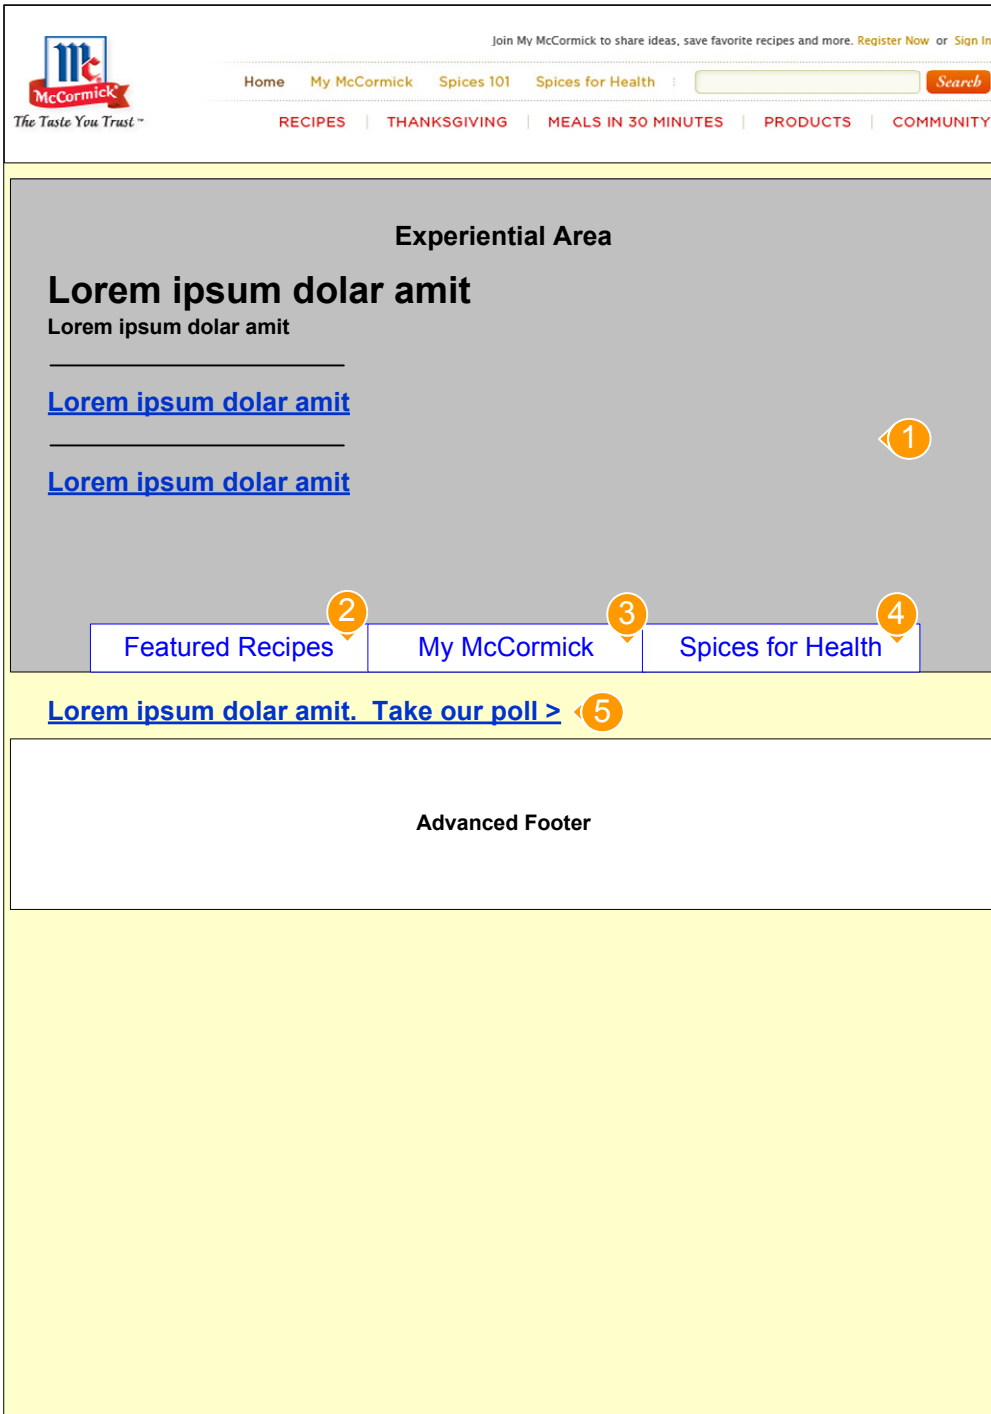 Join My McCormick to share ideas, save favorite recipes and more. Register Now or Sign In
Mc
McCormick
The Taste You Trust ™
Home My McCormick Spices 101 Spices for Health Search
RECIPES | THANKSGIVING | MEALS IN 30 MINUTES | PRODUCTS | COMMUNITY
Experiential Area
Lorem ipsum dolar amit
Lorem ipsum dolar amit
Lorem ipsum dolar amit
1
Lorem ipsum dolar amit
2 3 4
Featured Recipes My McCormick Spices for Health
Lorem ipsum dolar amit. Take our poll > 5
Advanced Footer